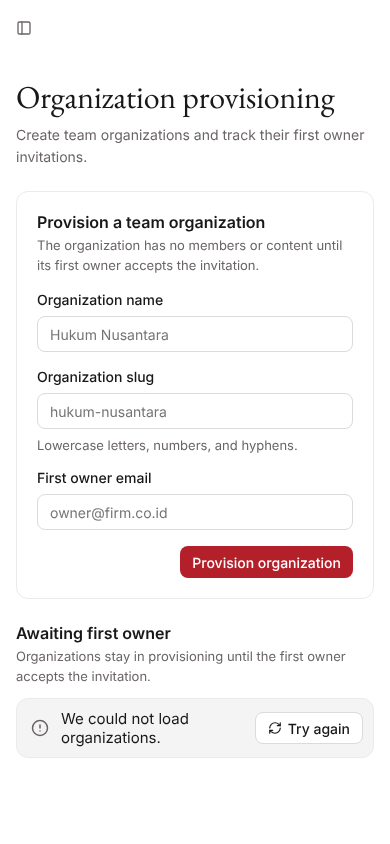 Organization provisioning
Create team organizations and track their first owner
invitations.
Provision a team organization
The organization has no members or content until
its first owner accepts the invitation.
Organization name
Hukum Nusantara
Organization slug
hukum-nusantara
Lowercase letters, numbers, and hyphens.
First owner email
owner@firm.co.id
Provision organization
Awaiting first owner
Organizations stay in provisioning until the first owner
accepts the invitation.
We could not load
organizations.
Try again